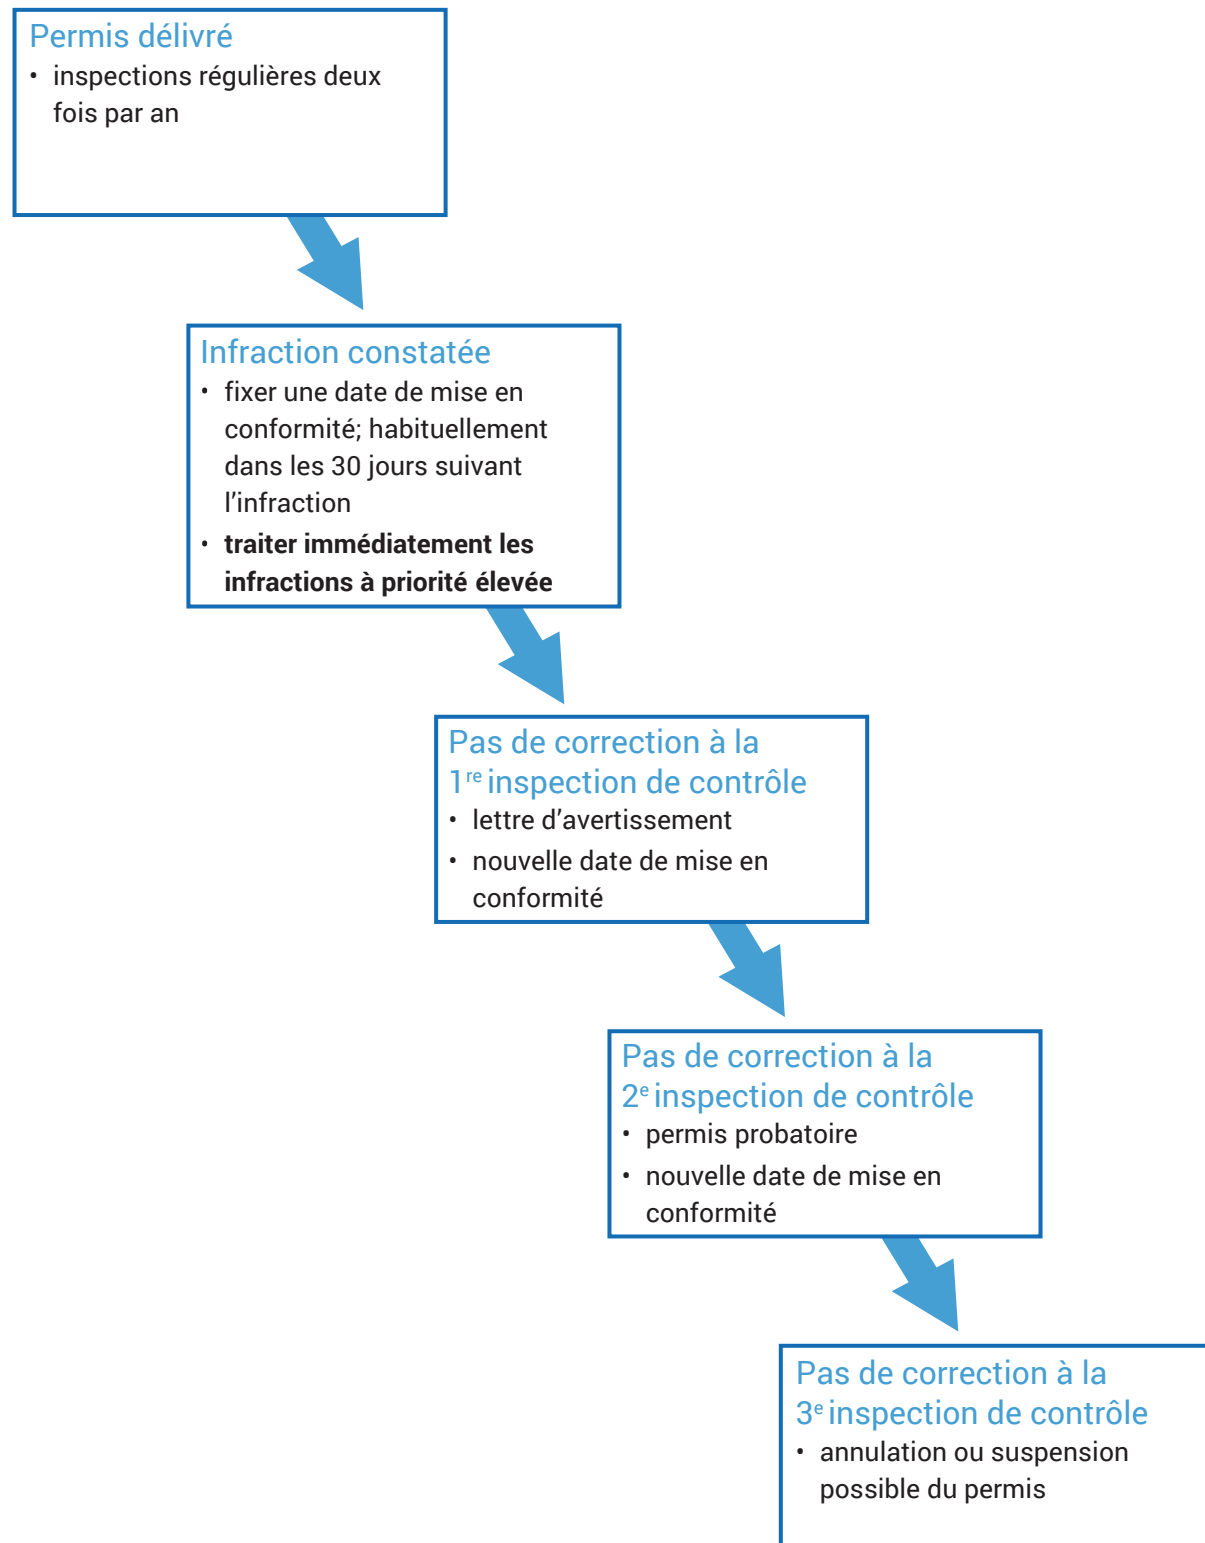 Permis délivré
• inspections régulières deux
fois par an
Infraction constatée
• fixer une date de mise en
conformité; habituellement
dans les 30 jours suivant
l’infraction
• traiter immédiatement les
infractions à priorité élevée
Pas de correction à la
1re inspection de contrôle
• lettre d’avertissement
• nouvelle date de mise en
conformité
Pas de correction à la
2e inspection de contrôle
• permis probatoire
• nouvelle date de mise en
conformité
Pas de correction à la
3e inspection de contrôle
• annulation ou suspension
possible du permis